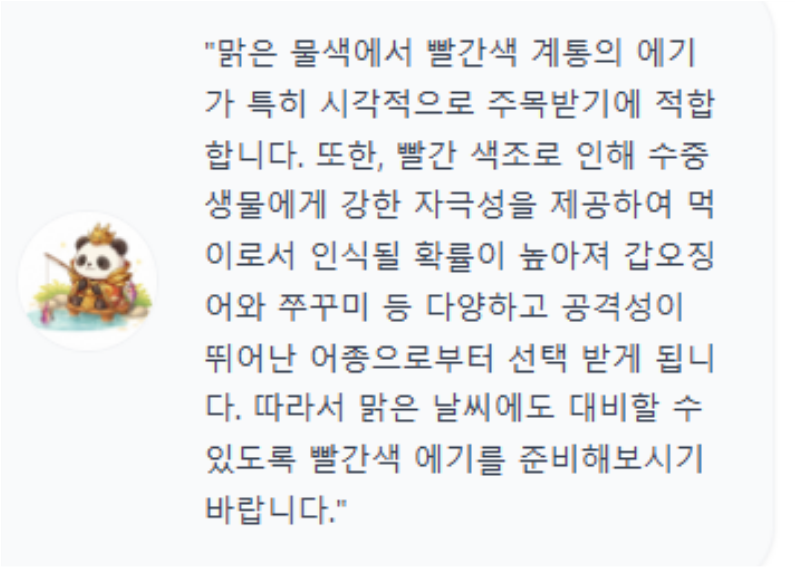 "맑은 물색에서 빨간색 계통의 에기
가 특히 시각적으로 주목받기에 적합
합니다. 또한, 빨간 색조로 인해 수중
생물에게 강한 자극성을 제공하여 먹
이로서 인식될 확률이 높아져 갑오징
어와 쭈꾸미 등 다양하고 공격성이
뛰어난 어종으로부터 선택 받게 됩니
다. 따라서 맑은 날씨에도 대비할 수
있도록 빨간색 에기를 준비해보시기
바랍니다."